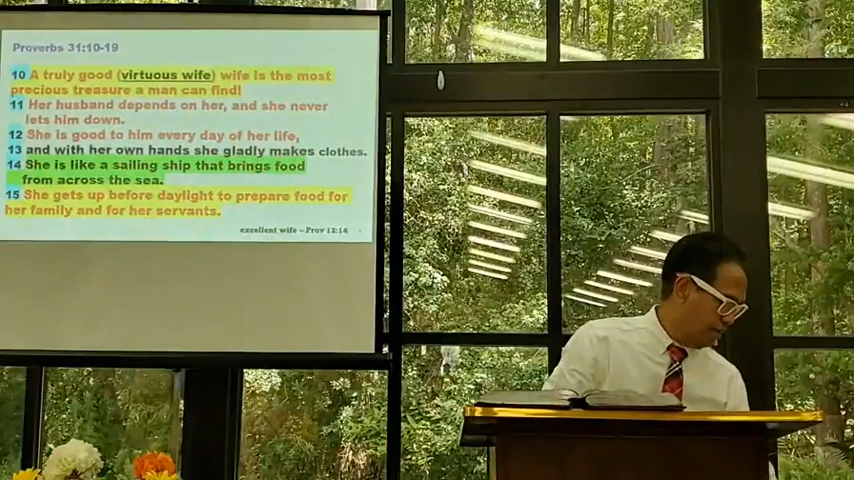 Proverbs 31:10-19
10 A truly good (virtuous wife) wife is the most
precious treasure a man can find!
11 Her husband depends on her, and she never
lets him down.
12 She is good to him every day of her life,
13 and with her own hands she gladly makes clothes.
14 She is like a sailing ship that brings food
from across the sea.
15 She gets up before daylight to prepare food for
her family and for her servants.
excellent wife - Prov 12:14